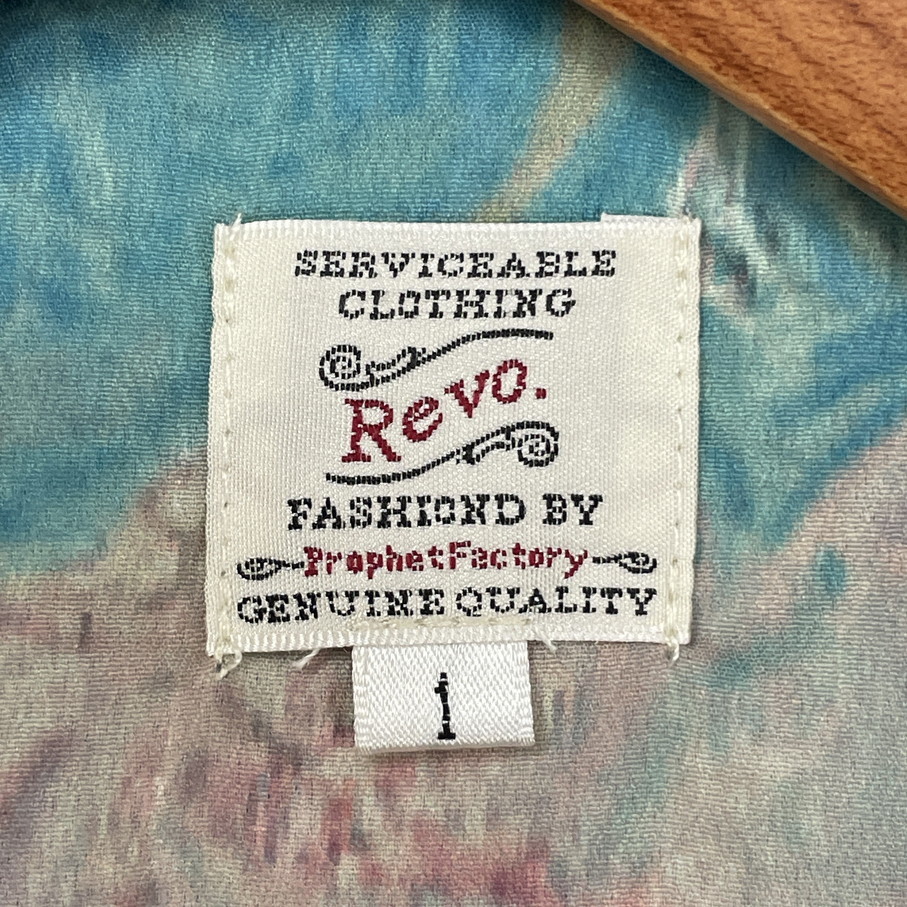 SERVICEABLE
CLOTHING
Revo.
FASHIOND BY
ProphetFactory
GENUINE QUALITY
1